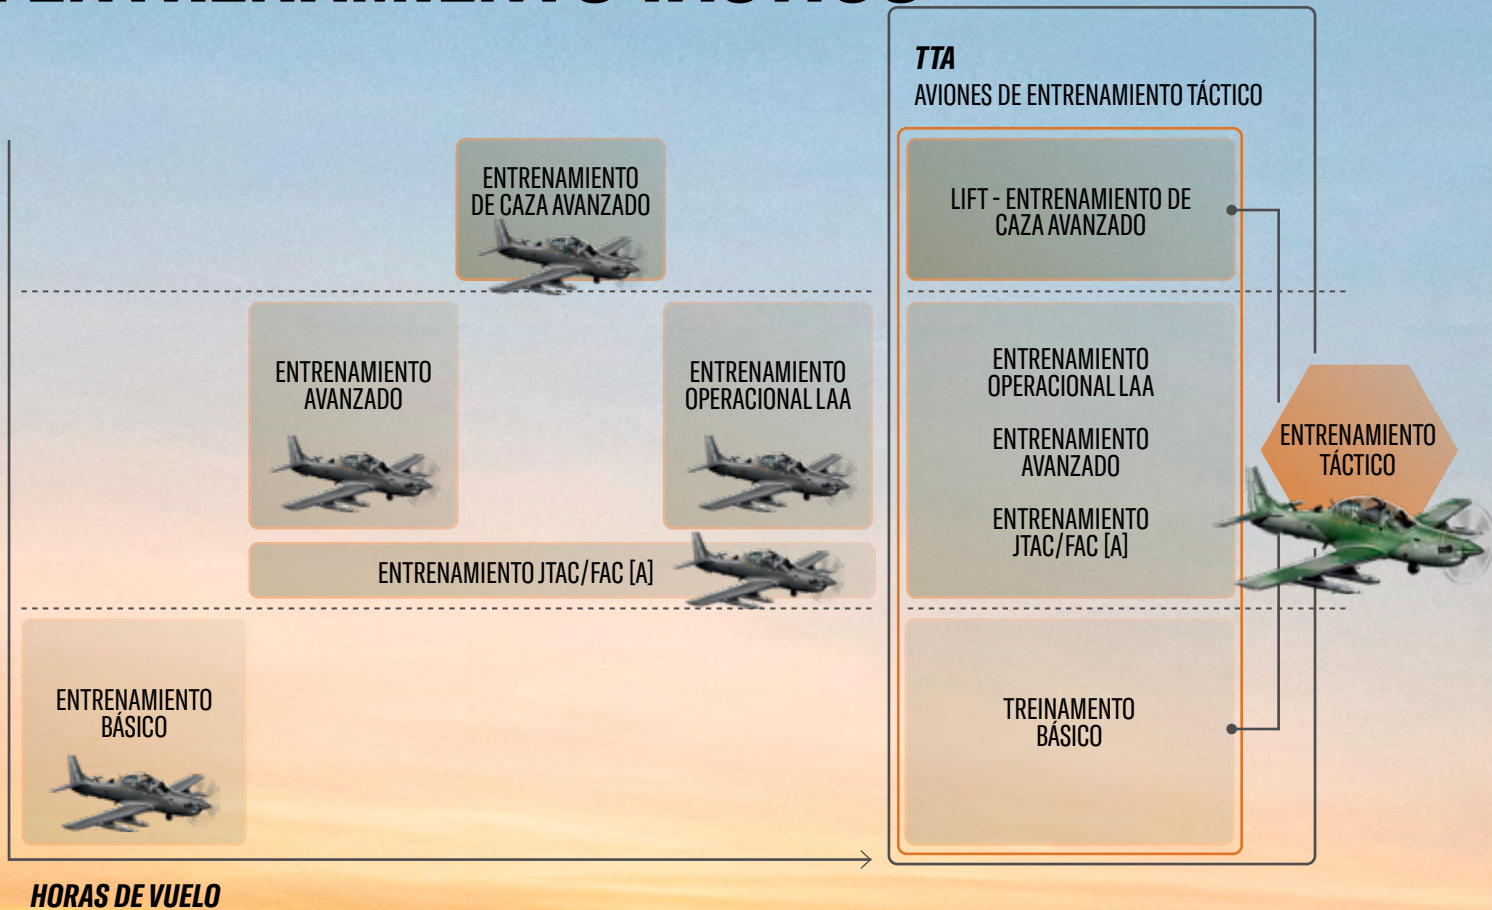 ENTRENAMIENTO TÁCTICO
TTA
AVIONES DE ENTRENAMIENTO TÁCTICO
ENTRENAMIENTO
DE CAZA AVANZADO
LIFT - ENTRENAMIENTO DE
CAZA AVANZADO
ENTRENAMIENTO
AVANZADO
ENTRENAMIENTO
OPERACIONAL LAA
ENTRENAMIENTO
OPERACIONAL LAA
ENTRENAMIENTO
AVANZADO
ENTRENAMIENTO
JTAC/FAC [A]
ENTRENAMIENTO
TÁCTICO
ENTRENAMIENTO JTAC/FAC [A]
ENTRENAMIENTO
BÁSICO
TREINAMENTO
BÁSICO
HORAS DE VUELO